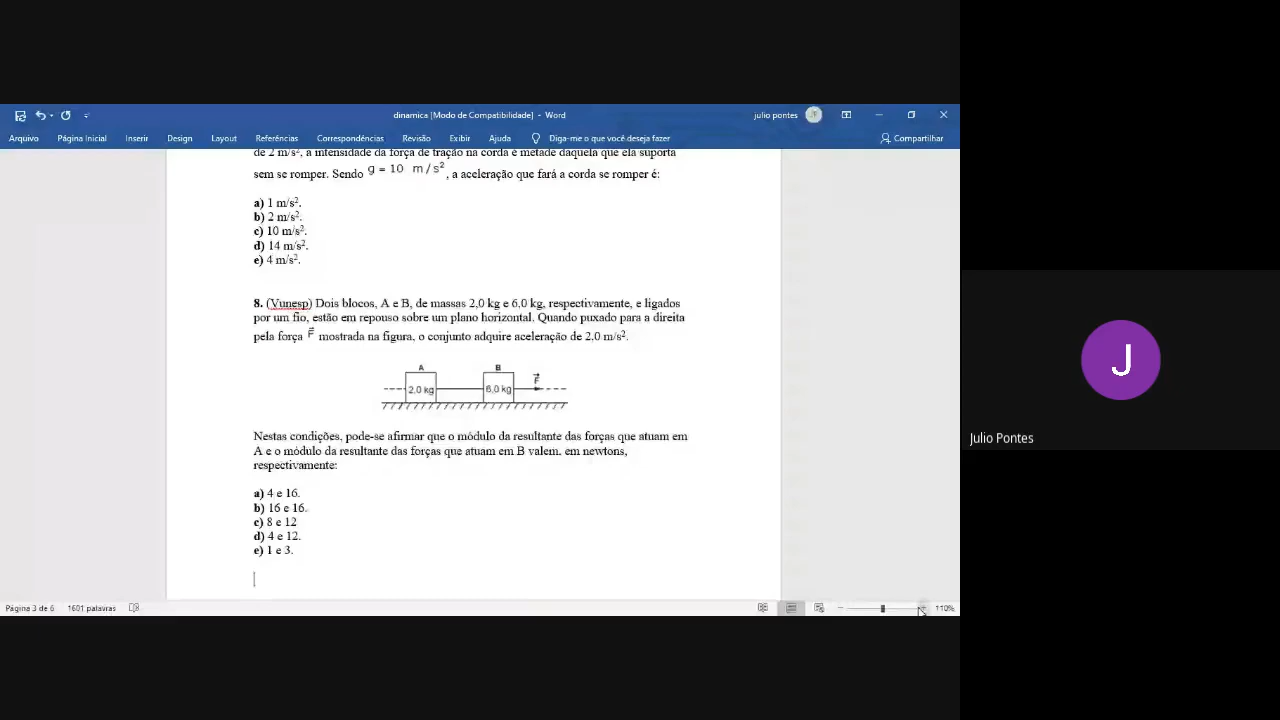 dinamica [Modo de Compatibilidade] - Word
julio pontes
Arquivo Página Inicial Inserir Design Layout Referências Correspondências Revisão Exibir Ajuda Diga-me o que você deseja fazer Compartilhar
de 2 m/s², a intensidade da força de tração na corda é metade daquela que ela suporta
sem se romper. Sendo g = 10 m/s², a aceleração que fará a corda se romper é:
a) 1 m/s².
b) 2 m/s².
c) 10 m/s².
d) 14 m/s².
e) 4 m/s².
8. (Vunesp) Dois blocos, A e B, de massas 2,0 kg e 6,0 kg, respectivamente, e ligados
por um fio, estão em repouso sobre um plano horizontal. Quando puxado para a direita
pela força F⃗ mostrada na figura, o conjunto adquire aceleração de 2,0 m/s².
A B
F⃗
2,0 kg 6,0 kg
Nestas condições, pode-se afirmar que o módulo da resultante das forças que atuam em
A e o módulo da resultante das forças que atuam em B valem, em newtons,
respectivamente:
a) 4 e 16.
b) 16 e 16.
c) 8 e 12
d) 4 e 12.
e) 1 e 3.
Página 3 de 6 1601 palavras 110%
J
Julio Pontes